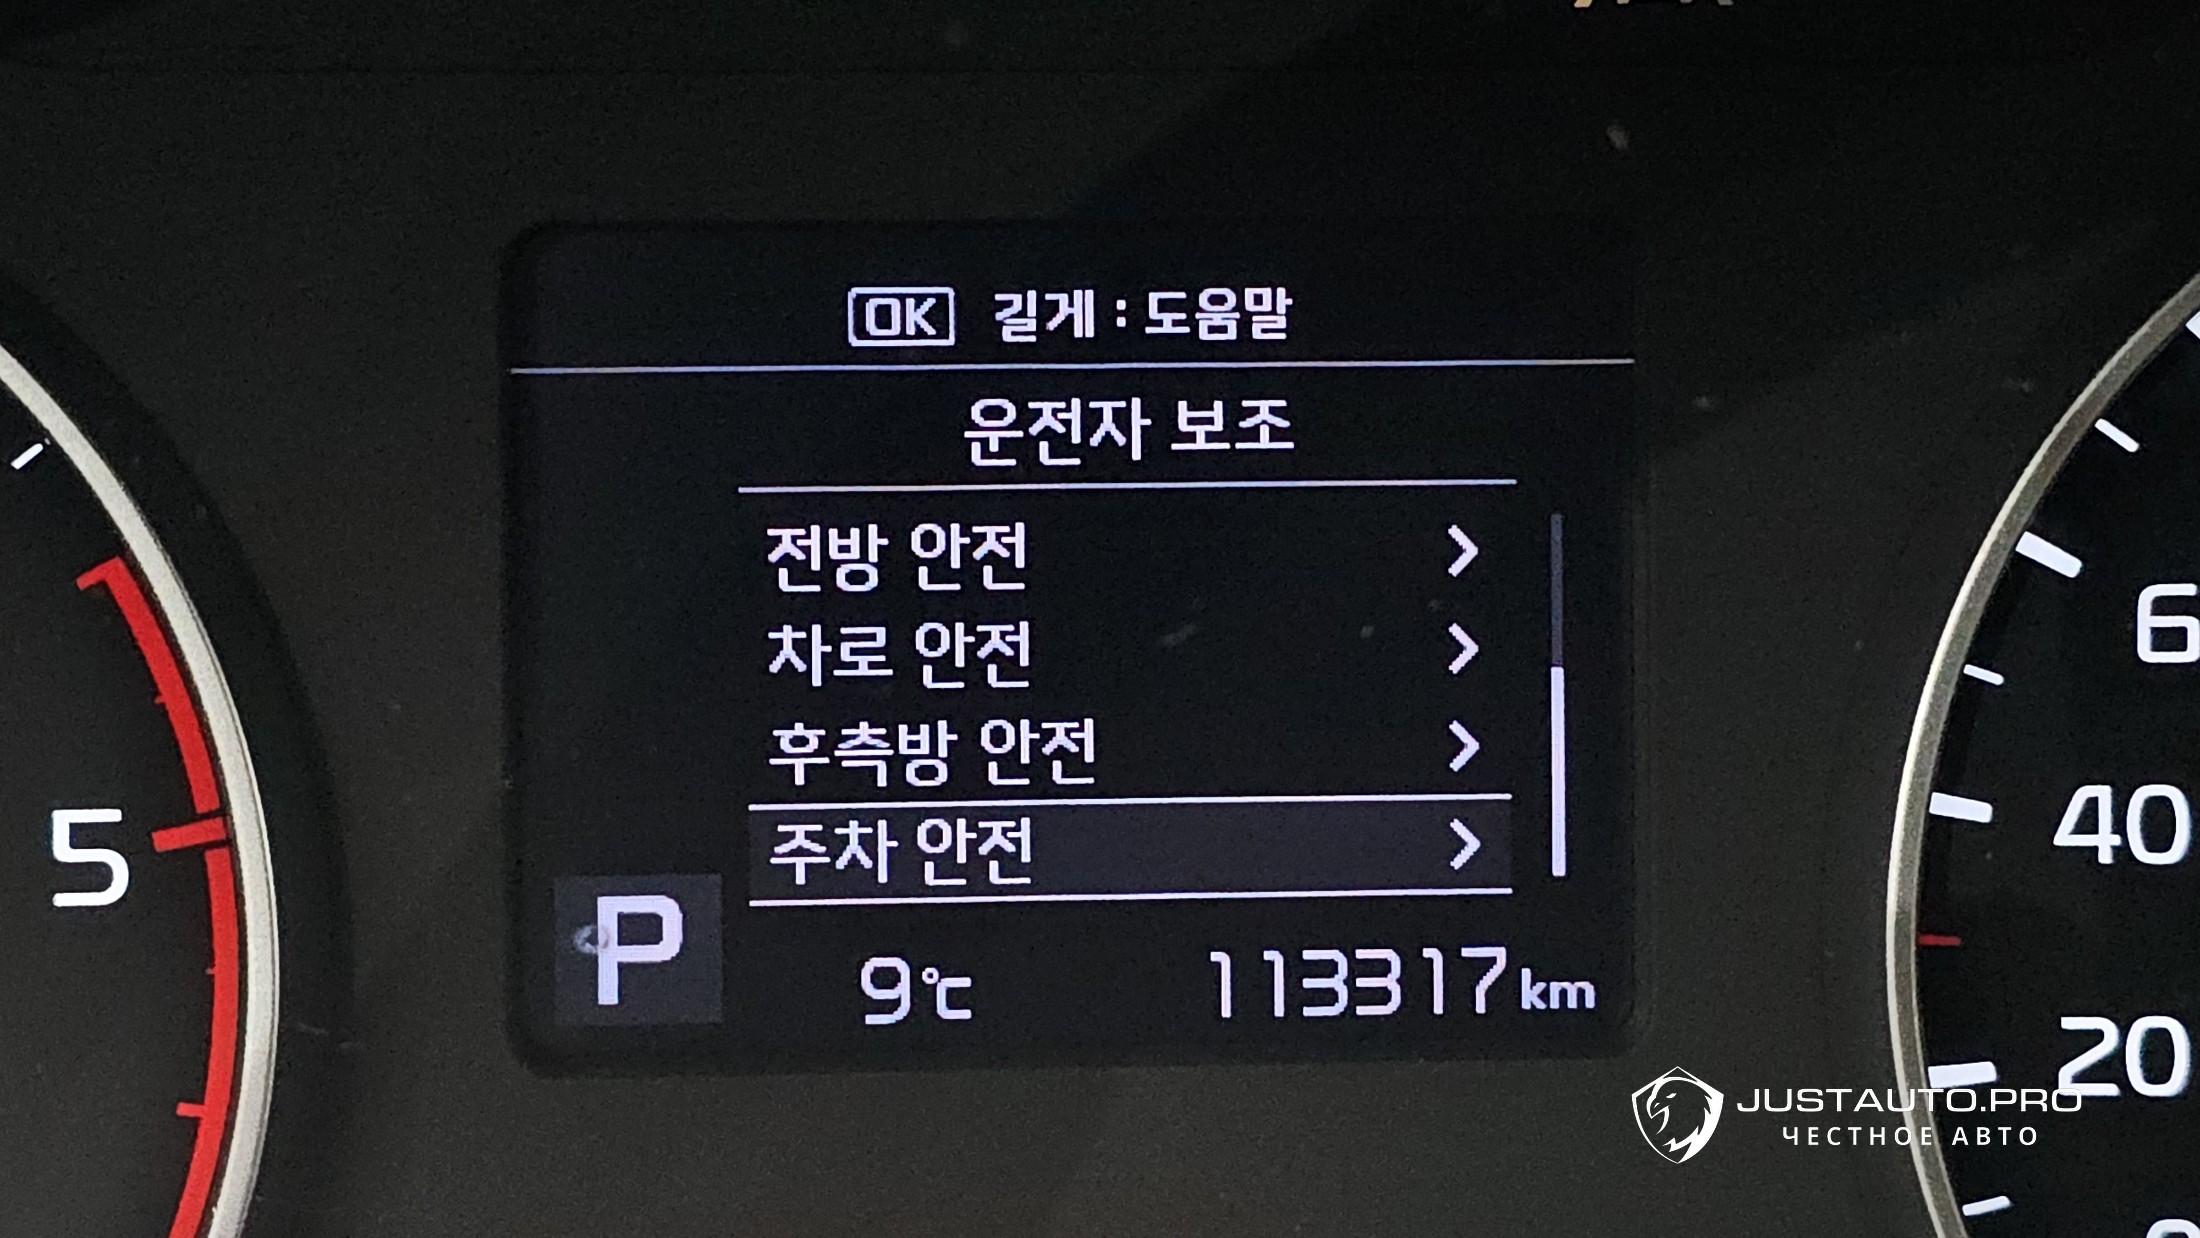 OK 길게 : 도움말
운전자 보조
전방 안전
차로 안전
후측방 안전
주차 안전
P
9℃ 113317 km
5
6
40
20
JUSTAUTO.PRO
ЧЕСТНОЕ АВТО